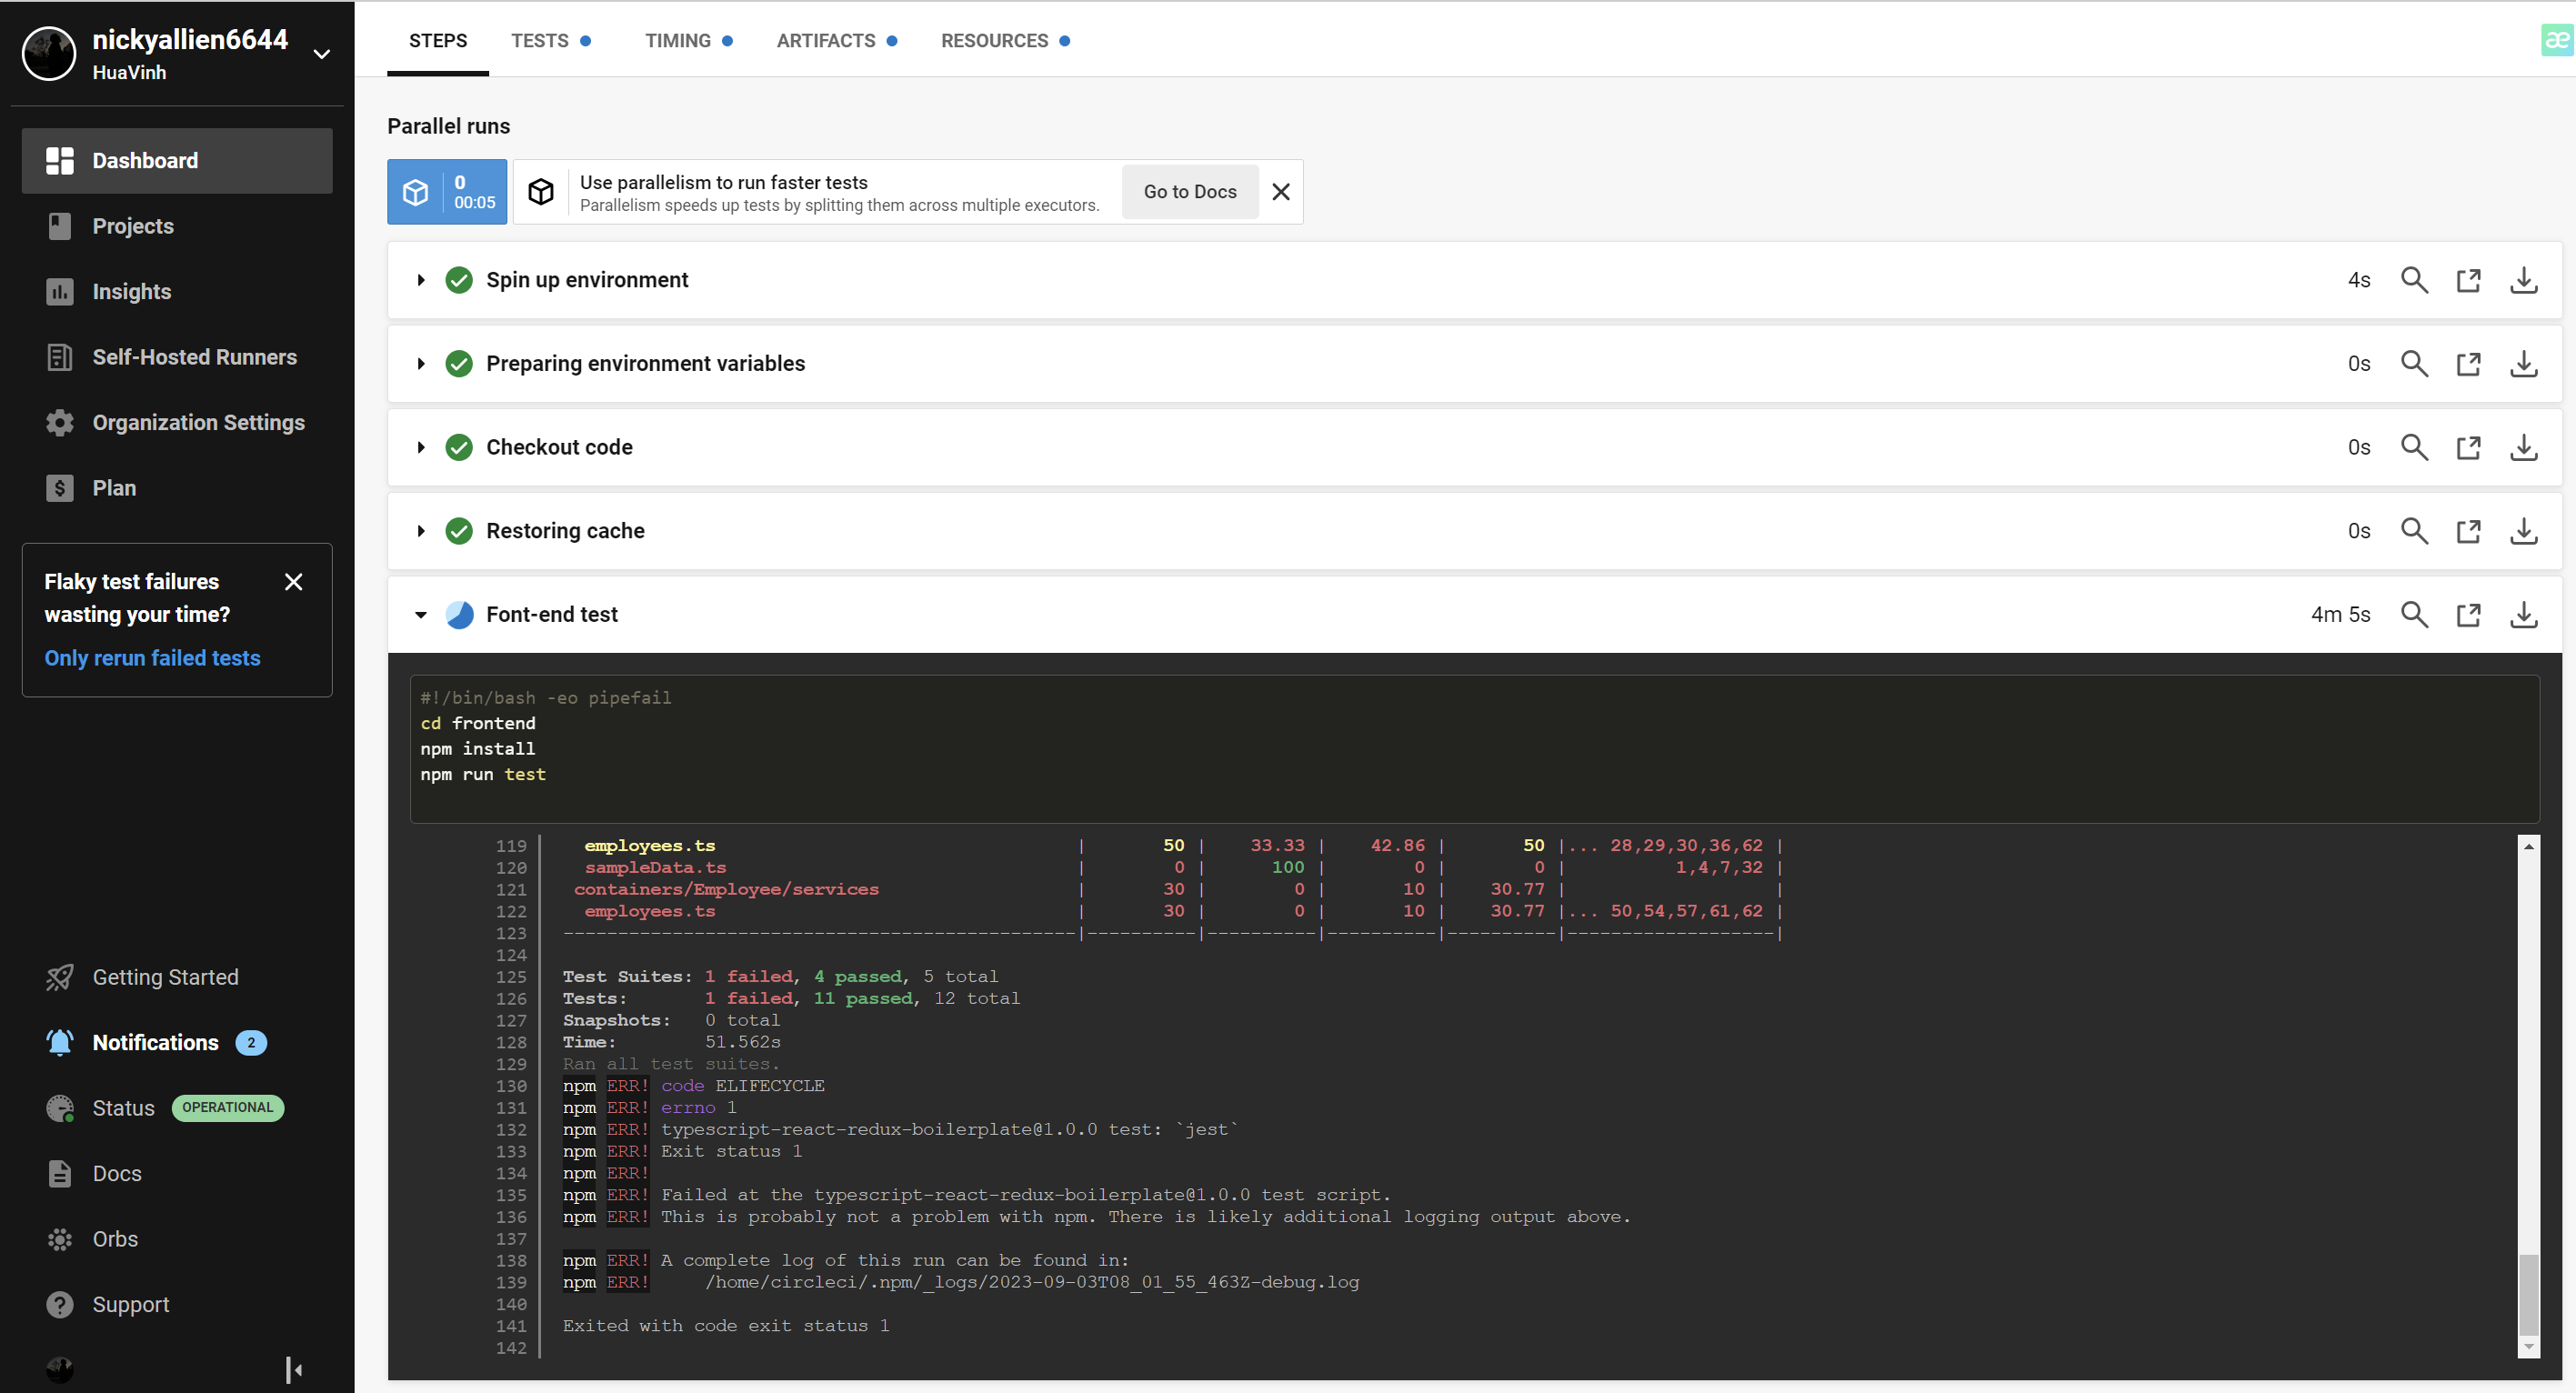 nickyallien6644
HuaVinh
Dashboard
Projects
Insights
Self-Hosted Runners
Organization Settings
Plan
Flaky test failures
wasting your time?
Only rerun failed tests
Getting Started
Notifications 2
Status OPERATIONAL
Docs
Orbs
Support
STEPS TESTS TIMING ARTIFACTS RESOURCES
æ
Parallel runs
0
00:05
Use parallelism to run faster tests
Parallelism speeds up tests by splitting them across multiple executors.
Go to Docs
Spin up environment 4s
Preparing environment variables 0s
Checkout code 0s
Restoring cache 0s
Font-end test 4m 5s
#!/bin/bash -eo pipefail
cd frontend
npm install
npm run test
119 employees.ts | 50 | 33.33 | 42.86 | 50 |... 28,29,30,36,62 |
120 sampleData.ts | 0 | 100 | 0 | 0 | 1,4,7,32 |
121 containers/Employee/services | 30 | 0 | 10 | 30.77 | |
122 employees.ts | 30 | 0 | 10 | 30.77 |... 50,54,57,61,62 |
123 -----------------------------------------------|----------|----------|----------|----------|-------------------|
124
125 Test Suites: 1 failed, 4 passed, 5 total
126 Tests: 1 failed, 11 passed, 12 total
127 Snapshots: 0 total
128 Time: 51.562s
129 Ran all test suites.
130 npm ERR! code ELIFECYCLE
131 npm ERR! errno 1
132 npm ERR! typescript-react-redux-boilerplate@1.0.0 test: `jest`
133 npm ERR! Exit status 1
134 npm ERR!
135 npm ERR! Failed at the typescript-react-redux-boilerplate@1.0.0 test script.
136 npm ERR! This is probably not a problem with npm. There is likely additional logging output above.
137
138 npm ERR! A complete log of this run can be found in:
139 npm ERR! /home/circleci/.npm/_logs/2023-09-03T08_01_55_463Z-debug.log
140
141 Exited with code exit status 1
142